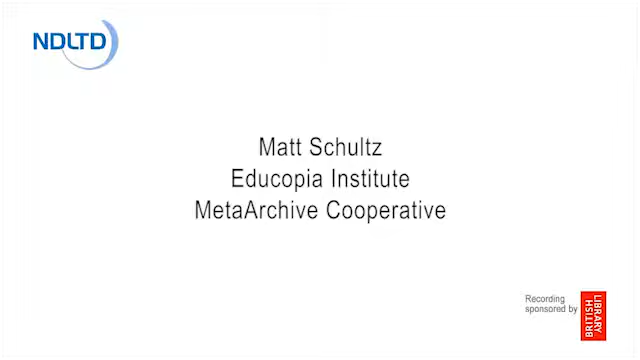 NDLTD
Matt Schultz
Educopia Institute
MetaArchive Cooperative
Recording
sponsored by
BRITISH
LIBRARY